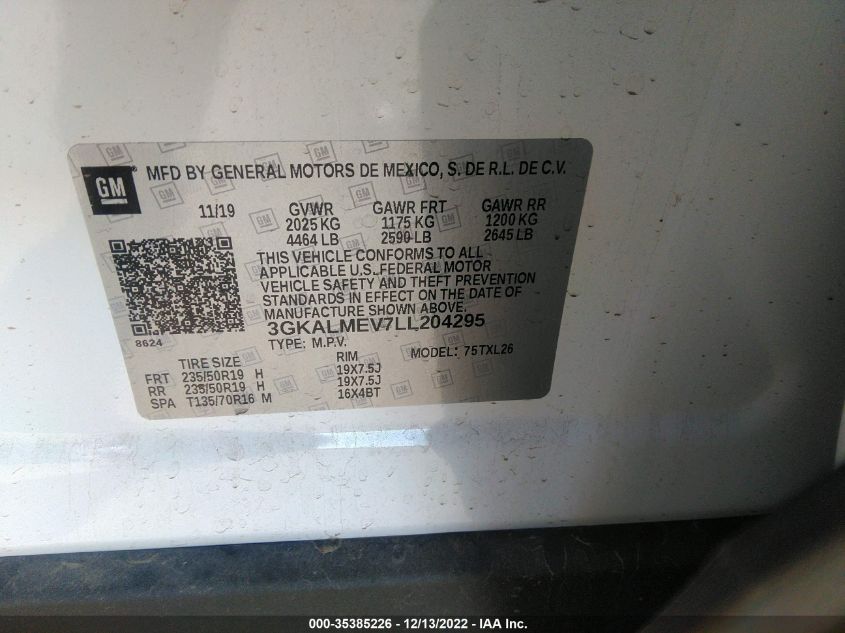 GM MFD BY GENERAL MOTORS DE MEXICO, S. DE R.L. DE C.V.
11/19 GVWR GAWR FRT GAWR RR
2025 KG 1175 KG 1200 KG
4464 LB 2590 LB 2645 LB
THIS VEHICLE CONFORMS TO ALL
APPLICABLE U.S. FEDERAL MOTOR
VEHICLE SAFETY AND THEFT PREVENTION
STANDARDS IN EFFECT ON THE DATE OF
MANUFACTURE SHOWN ABOVE.
3GKALMEV7LL204295
8624
TYPE: M.P.V. MODEL: 75TXL26
TIRE SIZE RIM
FRT 235/50R19 H 19X7.5J
RR 235/50R19 H 19X7.5J
SPA T135/70R16 M 16X4BT
000-35385226 - 12/13/2022 - IAA Inc.